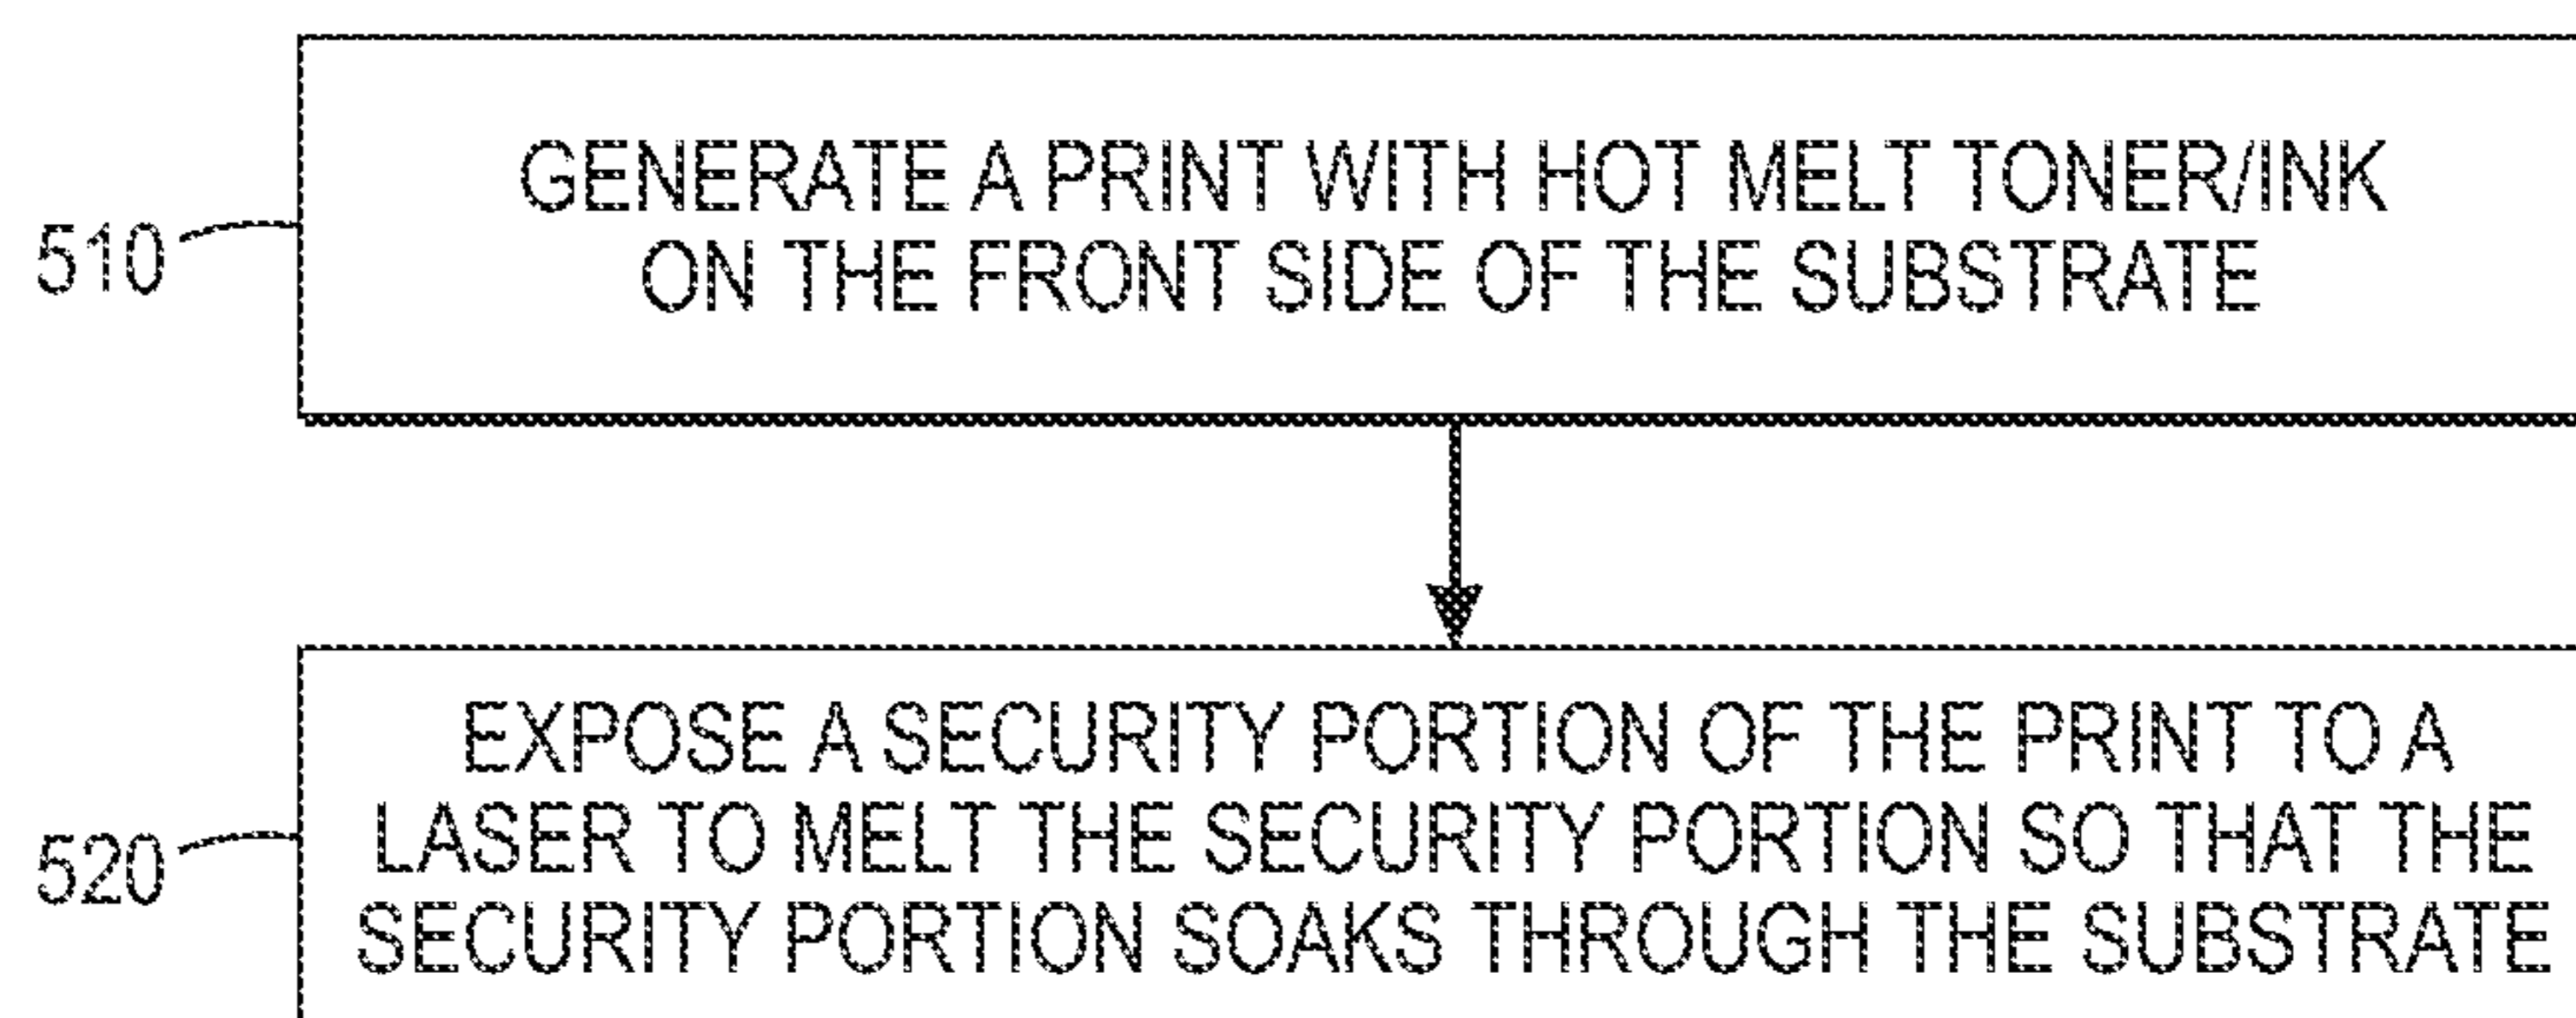 510
GENERATE A PRINT WITH HOT MELT TONER/INK
ON THE FRONT SIDE OF THE SUBSTRATE
520
EXPOSE A SECURITY PORTION OF THE PRINT TO A
LASER TO MELT THE SECURITY PORTION SO THAT THE
SECURITY PORTION SOAKS THROUGH THE SUBSTRATE